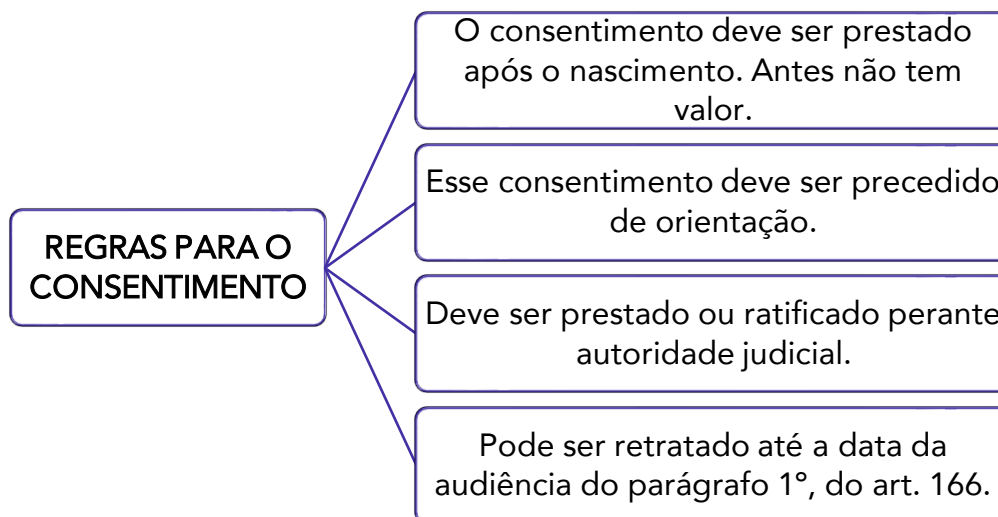 O consentimento deve ser prestado
após o nascimento. Antes não tem
valor.
Esse consentimento deve ser precedido
de orientação.
REGRAS PARA O
CONSENTIMENTO
Deve ser prestado ou ratificado perante
autoridade judicial.
Pode ser retratado até a data da
audiência do parágrafo 1º, do art. 166.